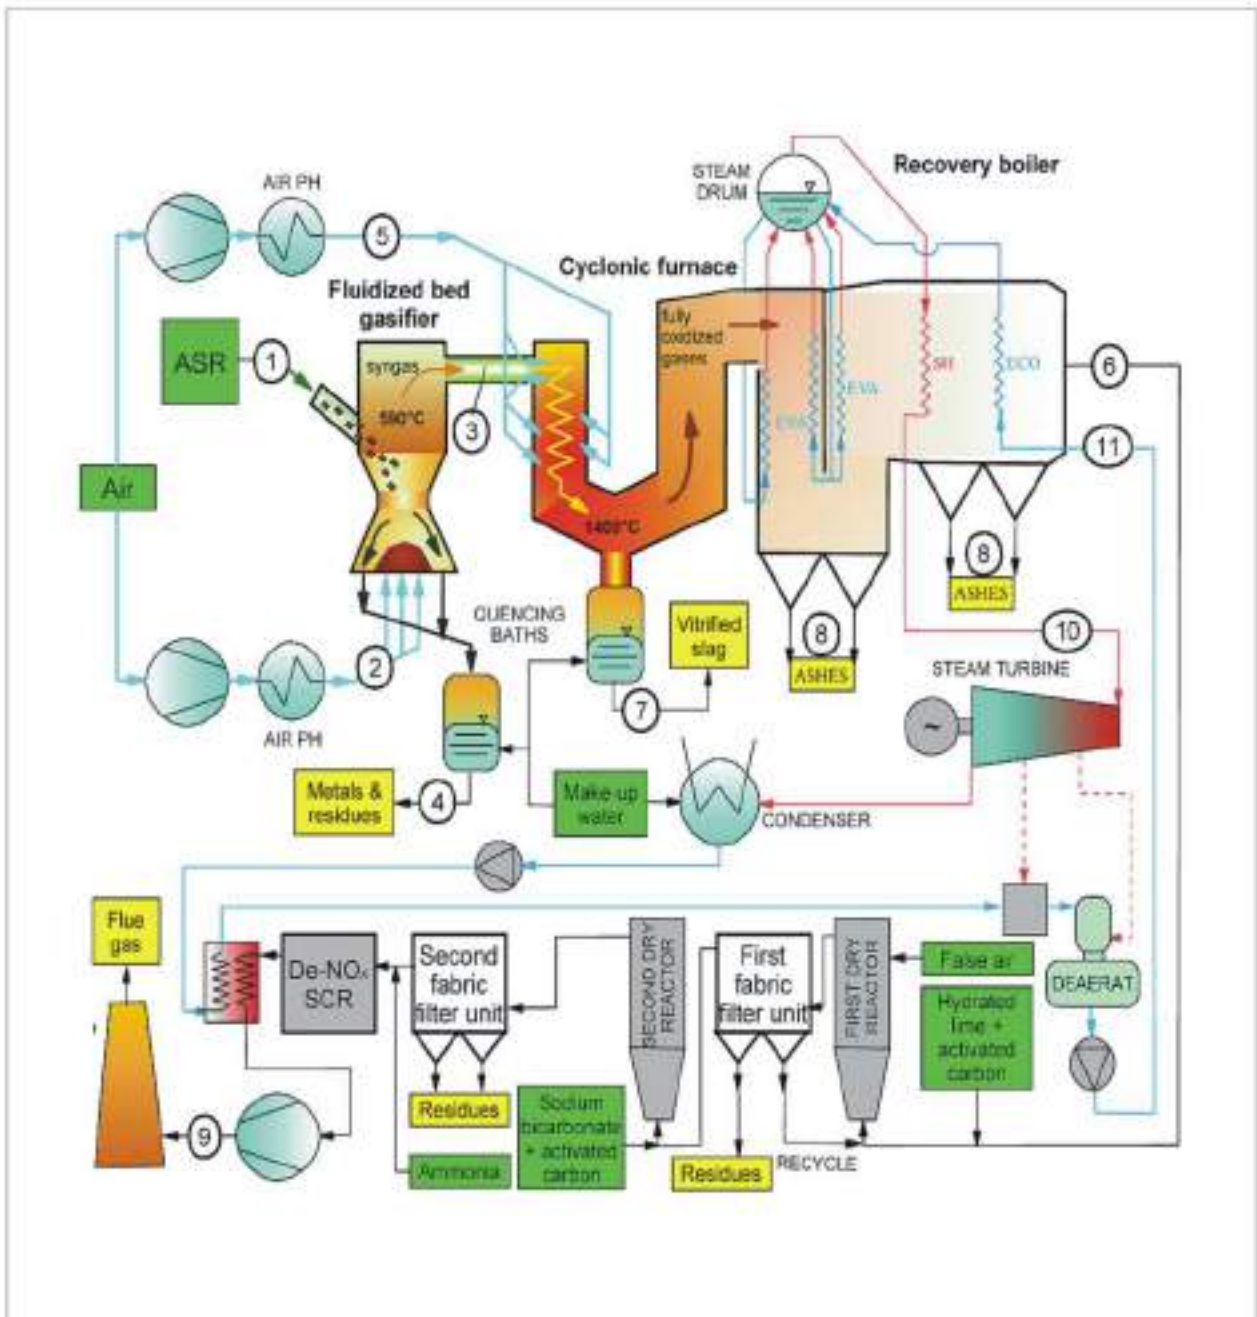 Recovery boiler
STEAM
DRUM
AIR PH
5
Cyclonic furnace
Fluidized bed
gasifier
fully
oxidized
gases
ASR
1
syngas
3
SH
ECO
EVA
EVA
6
11
Air
1400°C
8
ASHES
QUENCING
BATHS
Vitrified
slag
8
ASHES
10
STEAM TURBINE
2
AIR PH
7
~
Metals &
residues
4
Make-up
water
CONDENSER
Flue
gas
De-NOx
SCR
Second
fabric
filter unit
SECOND DRY
REACTOR
First
fabric
filter unit
FIRST DRY
REACTOR
False air
Hydrated
lime +
activated
carbon
DEAERAT
9
Residues
Ammonia
Sodium
bicarbonate
+ activated
carbon
Residues
RECYCLE